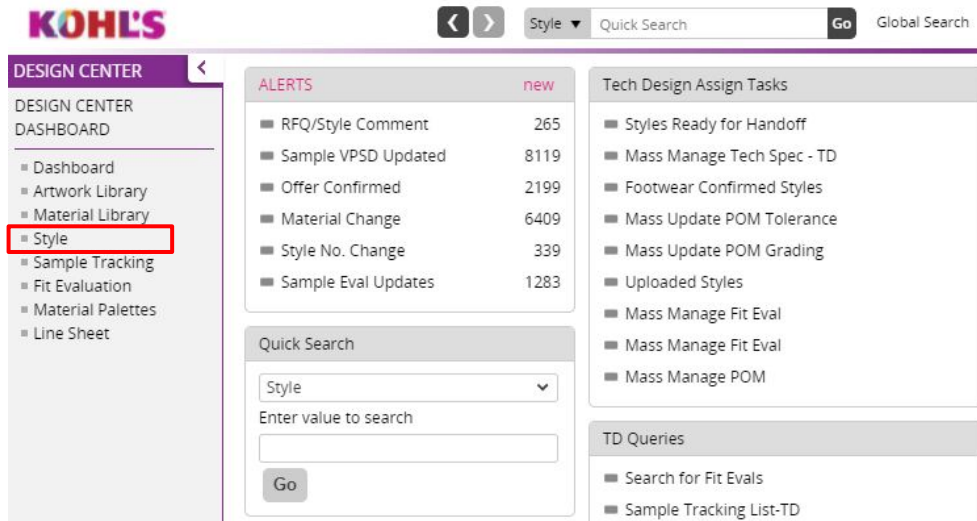 KOHL'S
Style
Quick Search
Go
Global Search
DESIGN CENTER
DESIGN CENTER
DASHBOARD
Dashboard
Artwork Library
Material Library
Style
Sample Tracking
Fit Evaluation
Material Palettes
Line Sheet
ALERTS new
RFQ/Style Comment 265
Sample VPSD Updated 8119
Offer Confirmed 2199
Material Change 6409
Style No. Change 339
Sample Eval Updates 1283
Quick Search
Style
Enter value to search
Go
Tech Design Assign Tasks
Styles Ready for Handoff
Mass Manage Tech Spec - TD
Footwear Confirmed Styles
Mass Update POM Tolerance
Mass Update POM Grading
Uploaded Styles
Mass Manage Fit Eval
Mass Manage Fit Eval
Mass Manage POM
TD Queries
Search for Fit Evals
Sample Tracking List-TD